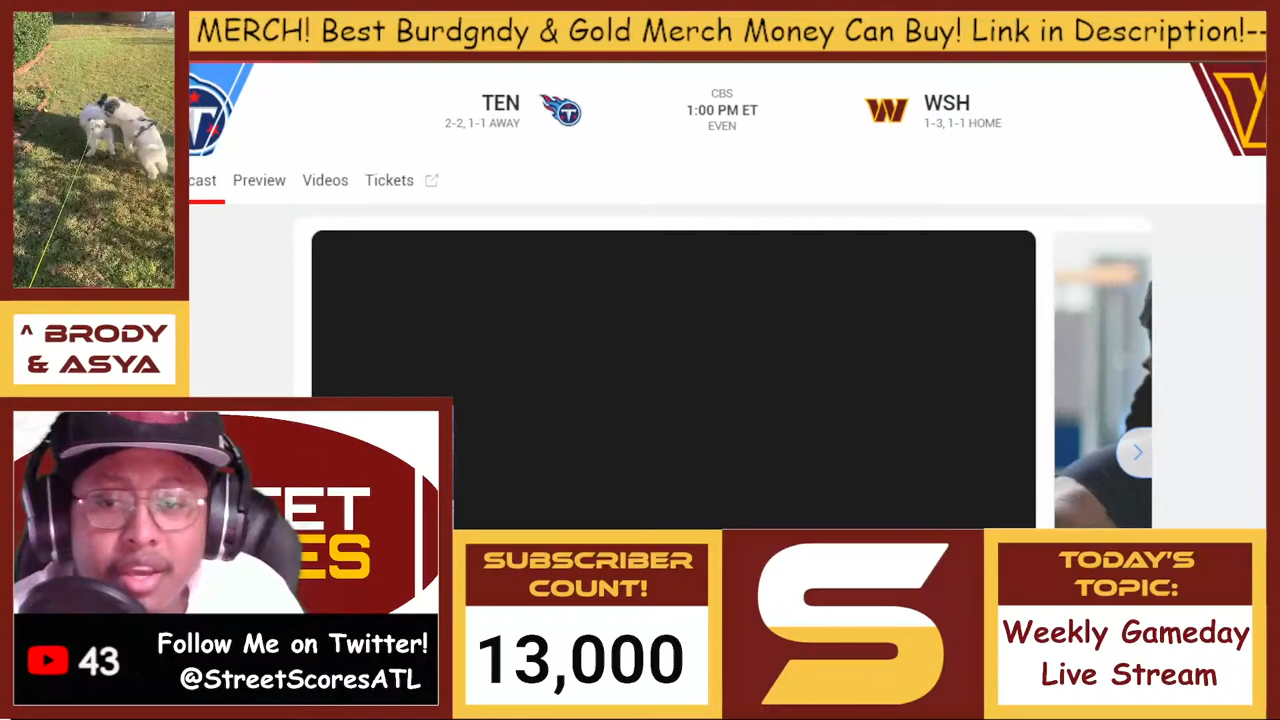 MERCH! Best Burdgndy & Gold Merch Money Can Buy! Link in Description!--
TEN
2-2, 1-1 AWAY
CBS
1:00 PM ET
EVEN
WSH
1-3, 1-1 HOME
cast Preview Videos Tickets
^ BRODY
& ASYA
ET
ES
43
Follow Me on Twitter!
@StreetScoresATL
SUBSCRIBER
COUNT!
13,000
S
TODAY'S
TOPIC:
Weekly Gameday
Live Stream